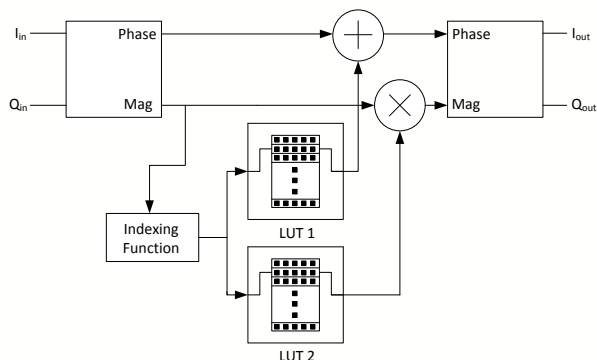 I_in
Phase
Phase
I_out
Q_in
Mag
Mag
Q_out
Indexing
Function
LUT 1
LUT 2